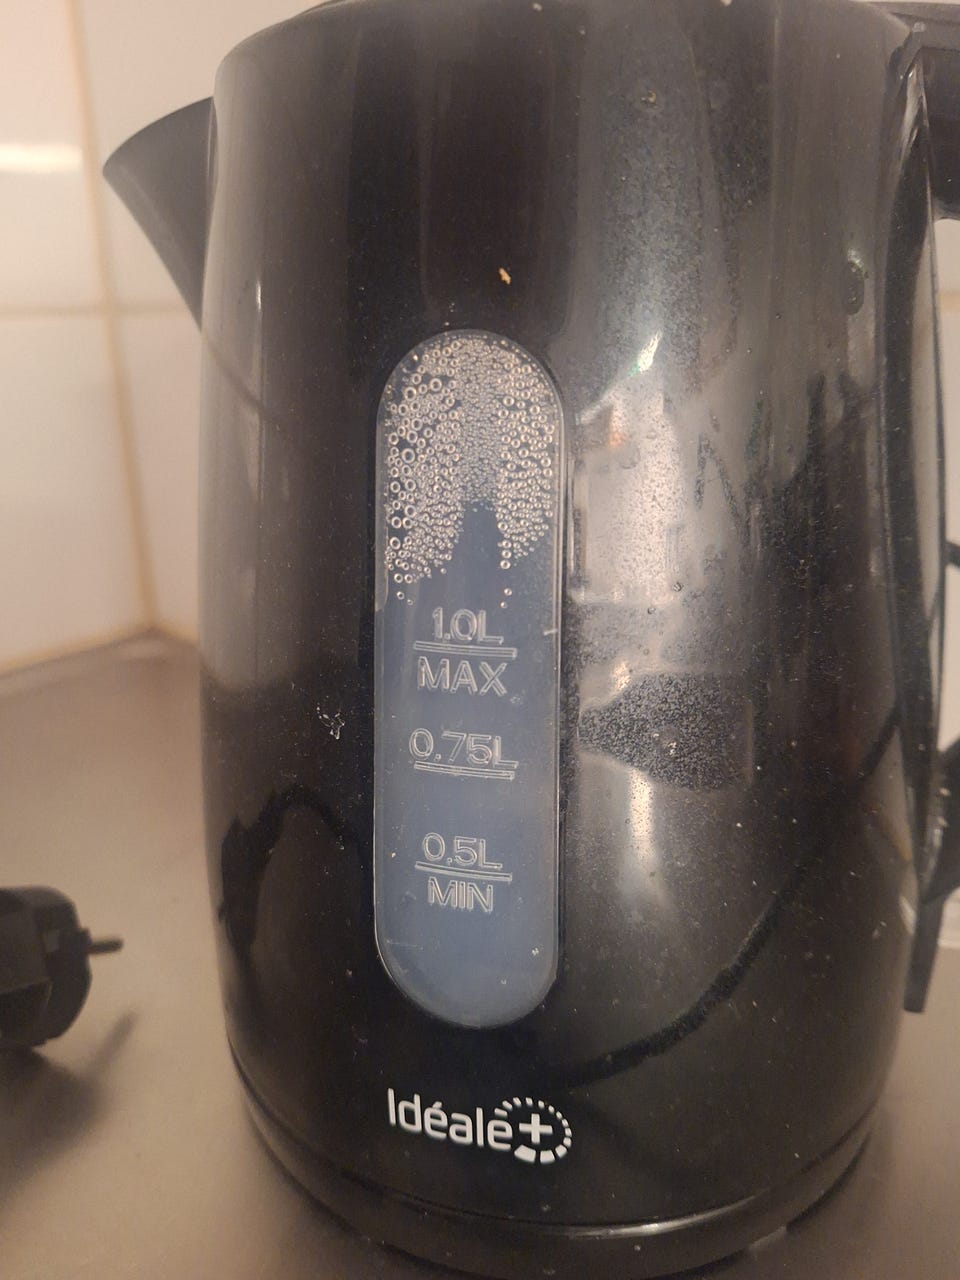 1.0L
MAX
0.75L
0.5L
MIN
Idéale+